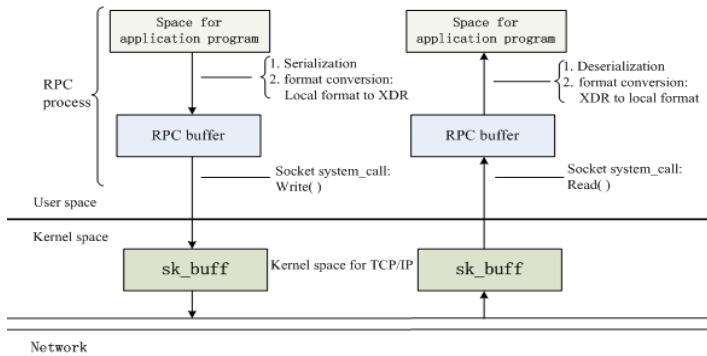 Space for
application program
1. Serialization
2. format conversion:
Local format to XDR
RPC
process
RPC buffer
Socket system_call:
Write( )
Space for
application program
1. Deserialization
2. format conversion:
XDR to local format
RPC buffer
Socket system_call:
Read( )
User space
Kernel space
sk_buff
Kernel space for TCP/IP
sk_buff
Network